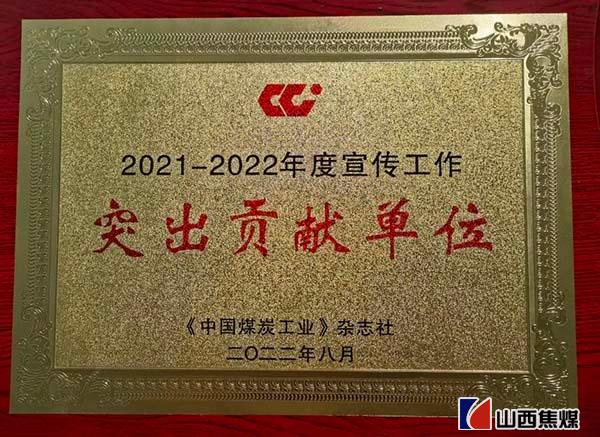 2021-2022年度宣传工作
突出贡献单位
《中国煤炭工业》杂志社
二〇二二年八月
山西焦煤